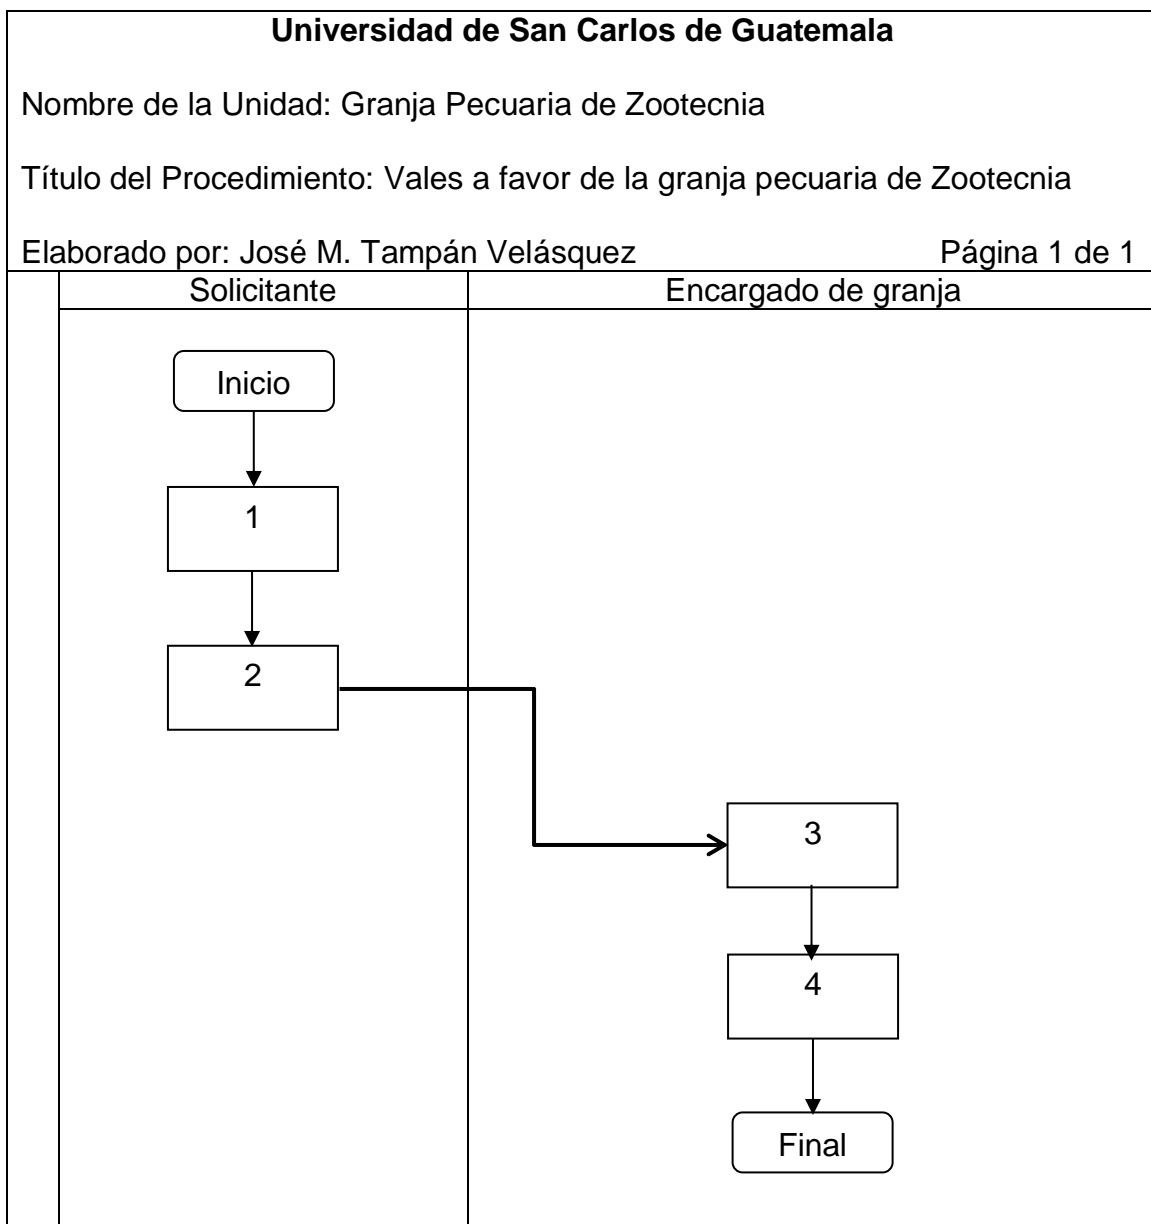 Universidad de San Carlos de Guatemala
Nombre de la Unidad: Granja Pecuaria de Zootecnia
Título del Procedimiento: Vales a favor de la granja pecuaria de Zootecnia
Elaborado por: José M. Tampán Velásquez Página 1 de 1
Solicitante Encargado de granja
Inicio
1
2
3
4
Final